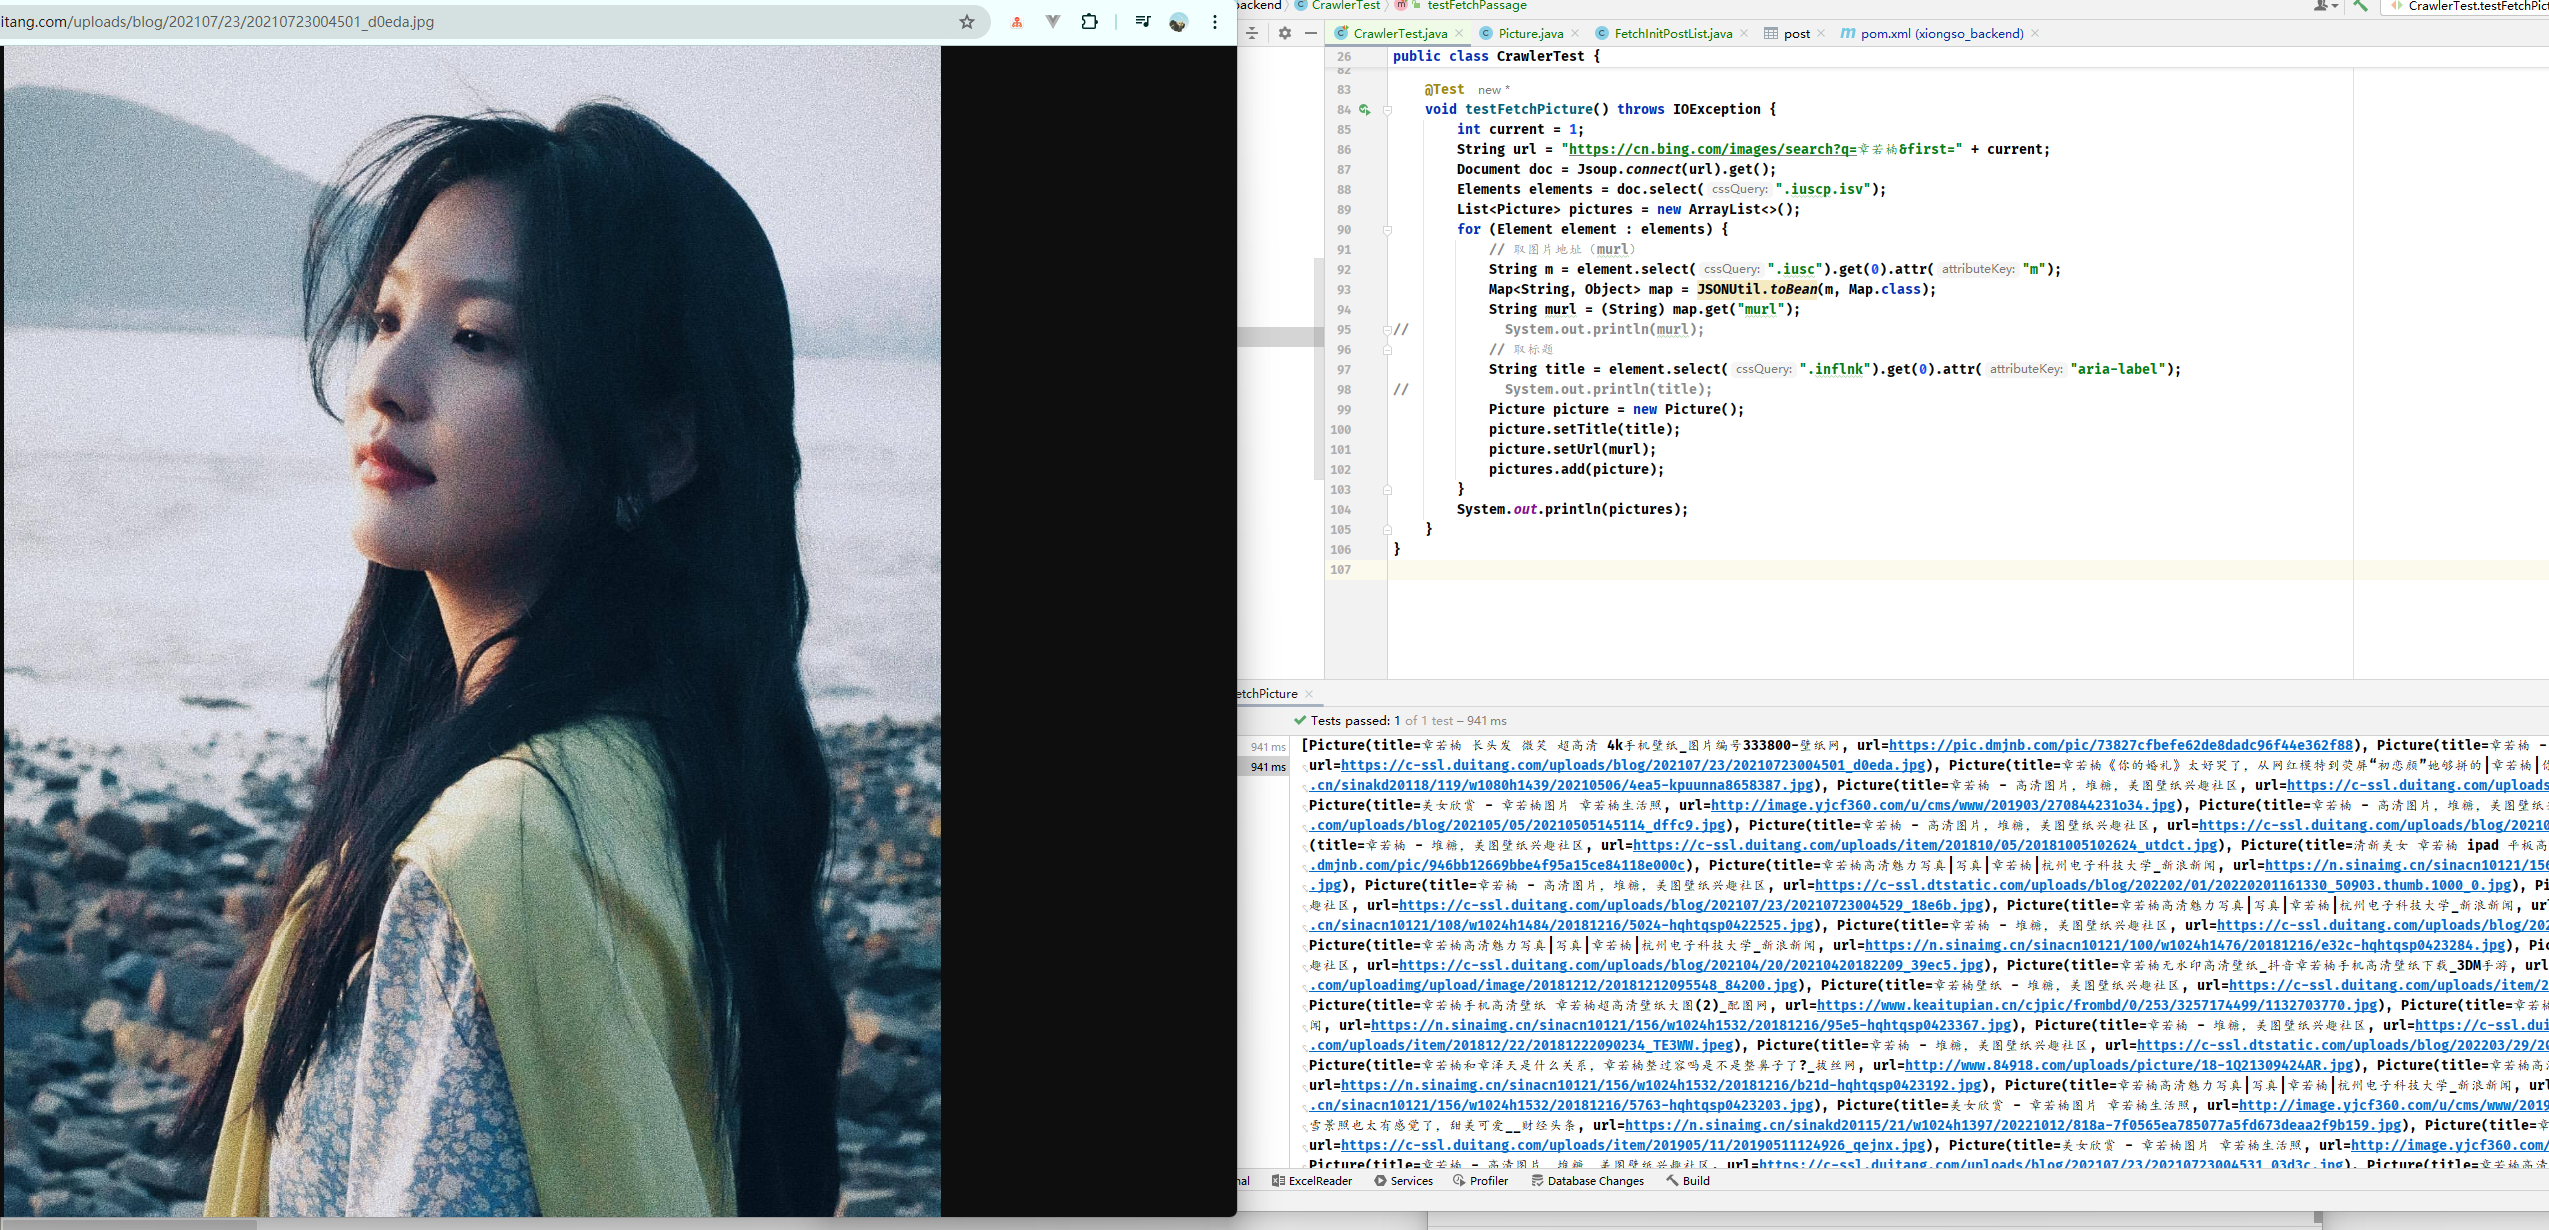 itang.com/uploads/blog/202107/23/20210723004501_d0eda.jpg
backend CrawlerTest testFetchPassage
CrawlerTest.testFetchPict
CrawlerTest.java Picture.java FetchInitPostList.java post pom.xml (xiongso_backend)
26 public class CrawlerTest {
82
83 @Test new *
84 void testFetchPicture() throws IOException {
85 int current = 1;
86 String url = "https://cn.bing.com/images/search?q=章若楠&first=" + current;
87 Document doc = Jsoup.connect(url).get();
88 Elements elements = doc.select( cssQuery: ".iuscp.isv");
89 List<Picture> pictures = new ArrayList<>();
90 for (Element element : elements) {
91 // 取图片地址（murl）
92 String m = element.select( cssQuery: ".iusc").get(0).attr( attributeKey: "m");
93 Map<String, Object> map = JSONUtil.toBean(m, Map.class);
94 String murl = (String) map.get("murl");
95 // System.out.println(murl);
96 // 取标题
97 String title = element.select( cssQuery: ".inflnk").get(0).attr( attributeKey: "aria-label");
98 // System.out.println(title);
99 Picture picture = new Picture();
100 picture.setTitle(title);
101 picture.setUrl(murl);
102 pictures.add(picture);
103 }
104 System.out.println(pictures);
105 }
106 }
107
etchPicture
Tests passed: 1 of 1 test – 941 ms
941 ms
941 ms
[Picture(title=章若楠 长头发 微笑 超高清 4k手机壁纸_图片编号333800-壁纸网, url=https://pic.dmjnb.com/pic/73827cfbefe62de8dadc96f44e362f88), Picture(title=章若楠 -
url=https://c-ssl.duitang.com/uploads/blog/202107/23/20210723004501_d0eda.jpg), Picture(title=章若楠《你的婚礼》太好哭了，从网红模特到荧屏“初恋颜”她够拼的|章若楠|你
.cn/sinakd20118/119/w1080h1439/20210506/4ea5-kpuunna8658387.jpg), Picture(title=章若楠 - 高清图片，堆糖，美图壁纸兴趣社区, url=https://c-ssl.duitang.com/uploads
Picture(title=美女欣赏 - 章若楠图片 章若楠生活照, url=http://image.yjcf360.com/u/cms/www/201903/270844231o34.jpg), Picture(title=章若楠 - 高清图片，堆糖，美图壁纸
.com/uploads/blog/202105/05/20210505145114_dffc9.jpg), Picture(title=章若楠 - 高清图片，堆糖，美图壁纸兴趣社区, url=https://c-ssl.duitang.com/uploads/blog/20210
(title=章若楠 - 堆糖，美图壁纸兴趣社区, url=https://c-ssl.duitang.com/uploads/item/201810/05/20181005102624_utdct.jpg), Picture(title=清新美女 章若楠 ipad 平板高
.dmjnb.com/pic/946bb12669bbe4f95a15ce84118e000c), Picture(title=章若楠高清魅力写真|写真|章若楠|杭州电子科技大学_新浪新闻, url=https://n.sinaimg.cn/sinacn10121/156
.jpg), Picture(title=章若楠 - 高清图片，堆糖，美图壁纸兴趣社区, url=https://c-ssl.dtstatic.com/uploads/blog/202202/01/20220201161330_50903.thumb.1000_0.jpg), Pi
趣社区, url=https://c-ssl.duitang.com/uploads/blog/202107/23/20210723004529_18e6b.jpg), Picture(title=章若楠高清魅力写真|写真|章若楠|杭州电子科技大学_新浪新闻, url
.cn/sinacn10121/108/w1024h1484/20181216/5024-hqhtqsp0422525.jpg), Picture(title=章若楠 - 堆糖，美图壁纸兴趣社区, url=https://c-ssl.duitang.com/uploads/blog/202
Picture(title=章若楠高清魅力写真|写真|章若楠|杭州电子科技大学_新浪新闻, url=https://n.sinaimg.cn/sinacn10121/100/w1024h1476/20181216/e32c-hqhtqsp0423284.jpg), Pic
趣社区, url=https://c-ssl.duitang.com/uploads/blog/202104/20/20210420182209_39ec5.jpg), Picture(title=章若楠无水印高清壁纸_抖音章若楠手机高清壁纸下载_3DM手游, url
.com/uploadimg/upload/image/20181212/20181212095548_84200.jpg), Picture(title=章若楠壁纸 - 堆糖，美图壁纸兴趣社区, url=https://c-ssl.duitang.com/uploads/item/2
Picture(title=章若楠手机高清壁纸 章若楠超高清壁纸大图(2)_配图网, url=https://www.keaitupian.cn/cjpic/frombd/0/253/3257174499/1132703770.jpg), Picture(title=章若楠
闻, url=https://n.sinaimg.cn/sinacn10121/156/w1024h1532/20181216/95e5-hqhtqsp0423367.jpg), Picture(title=章若楠 - 堆糖，美图壁纸兴趣社区, url=https://c-ssl.dui
.com/uploads/item/201812/22/20181222090234_TE3WW.jpeg), Picture(title=章若楠 - 堆糖，美图壁纸兴趣社区, url=https://c-ssl.dtstatic.com/uploads/blog/202203/29/20
Picture(title=章若楠和章泽天是什么关系，章若楠整过容吗是不是整鼻子了?_拔丝网, url=http://www.84918.com/uploads/picture/18-1Q21309424AR.jpg), Picture(title=章若楠高
url=https://n.sinaimg.cn/sinacn10121/156/w1024h1532/20181216/b21d-hqhtqsp0423192.jpg), Picture(title=章若楠高清魅力写真|写真|章若楠|杭州电子科技大学_新浪新闻, url
.cn/sinacn10121/156/w1024h1532/20181216/5763-hqhtqsp0423203.jpg), Picture(title=美女欣赏 - 章若楠图片 章若楠生活照, url=http://image.yjcf360.com/u/cms/www/2019
雪景照也太有感觉了，甜美可爱__财经头条, url=https://n.sinaimg.cn/sinakd20115/21/w1024h1397/20221012/818a-7f0565ea785077a5fd673deaa2f9b159.jpg), Picture(title=章
url=https://c-ssl.duitang.com/uploads/item/201905/11/20190511124926_qejnx.jpg), Picture(title=美女欣赏 - 章若楠图片 章若楠生活照, url=http://image.yjcf360.com/
Picture(title=章若楠 - 高清图片，堆糖，美图壁纸兴趣社区, url=https://c-ssl.duitang.com/uploads/blog/202107/23/20210723004531_03d3c.jpg), Picture(title=章若楠高清
nal ExcelReader Services Profiler Database Changes Build